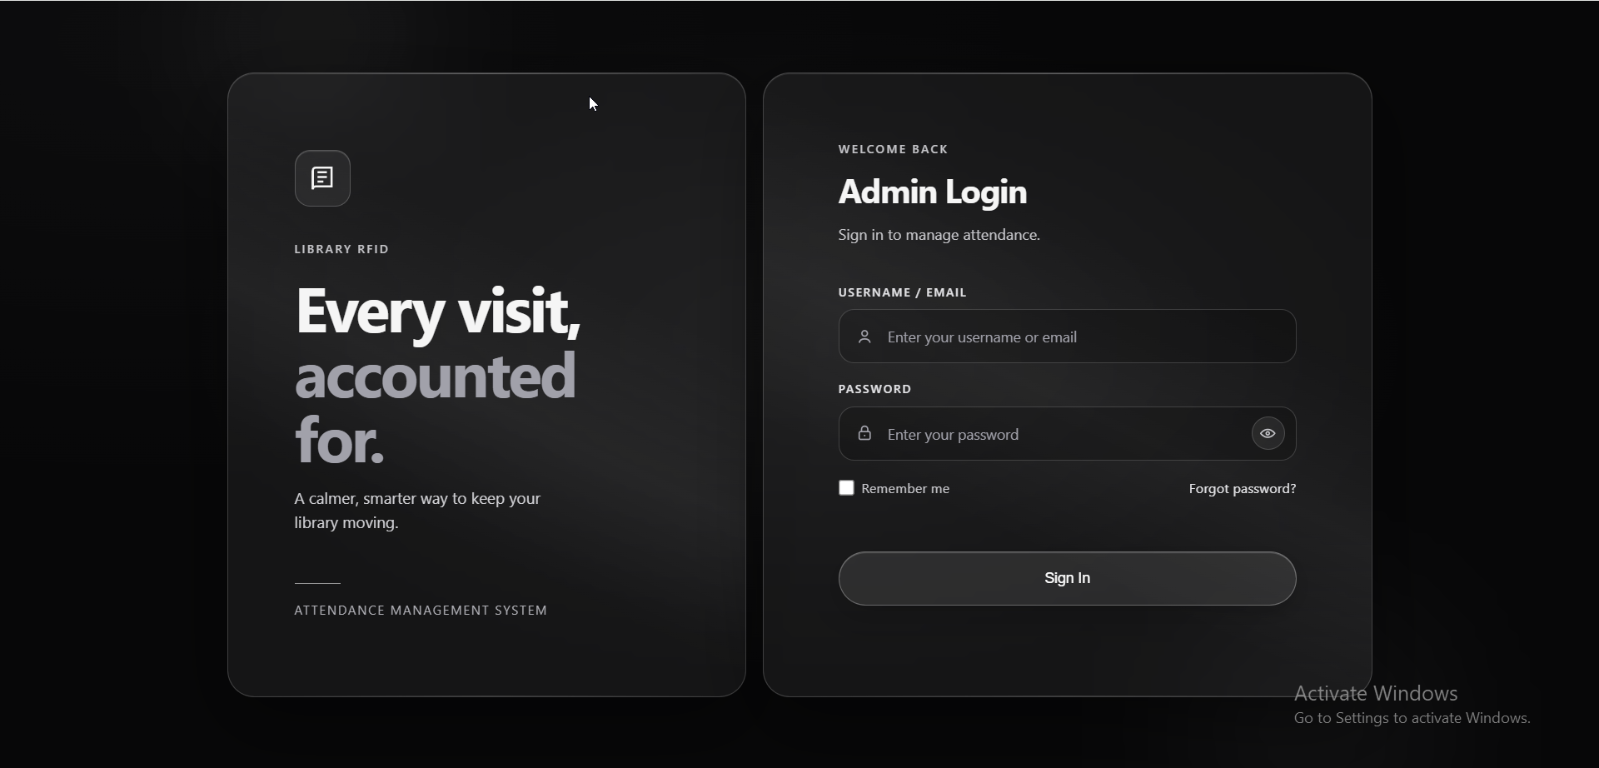 LIBRARY RFID
Every visit,
accounted
for.
A calmer, smarter way to keep your
library moving.
ATTENDANCE MANAGEMENT SYSTEM
WELCOME BACK
Admin Login
Sign in to manage attendance.
USERNAME / EMAIL
Enter your username or email
PASSWORD
Enter your password
Remember me
Forgot password?
Sign In
Activate Windows
Go to Settings to activate Windows.